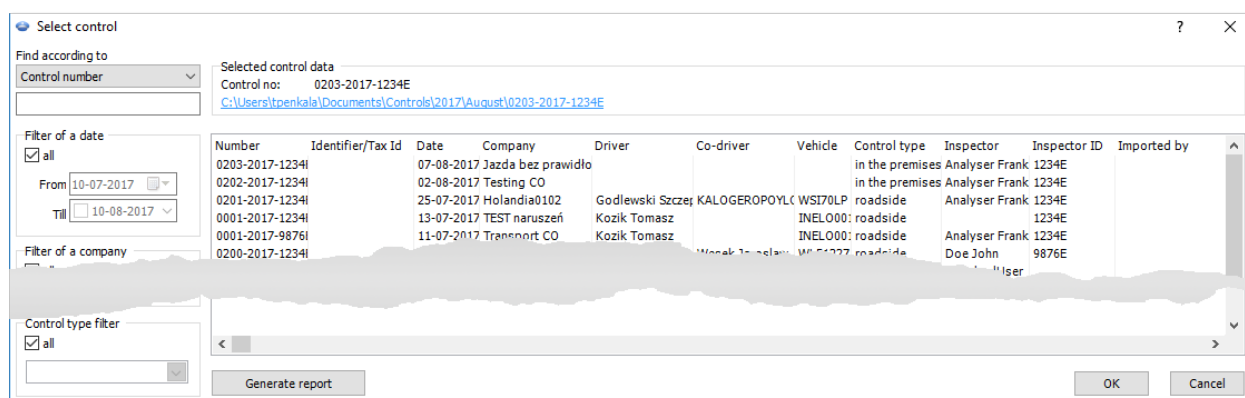 Select control
?
Find according to
Control number
Selected control data
Control no: 0203-2017-1234E
C:\Users\tpenkala\Documents\Controls\2017\August\0203-2017-1234E
Filter of a date
all
From 10-07-2017
Till 10-08-2017
Filter of a company
Control type filter
all
Number Identifier/Tax Id Date Company Driver Co-driver Vehicle Control type Inspector Inspector ID Imported by
0203-2017-1234 07-08-2017 Jazda bez prawidło in the premises Analyser Frank 1234E
0202-2017-1234 02-08-2017 Testing CO in the premises Analyser Frank 1234E
0201-2017-1234 25-07-2017 Holandia0102 Godlewski Szczep KALOGEROPOYL WSI70LP roadside Analyser Frank 1234E
0001-2017-1234 13-07-2017 TEST naruszeń Kozik Tomasz INELO001 roadside 1234E
0001-2017-9876 11-07-2017 Transport CO Kozik Tomasz INELO001 roadside Analyser Frank 1234E
0200-2017-1234 roadside Doe John 9876E
Generate report
OK
Cancel